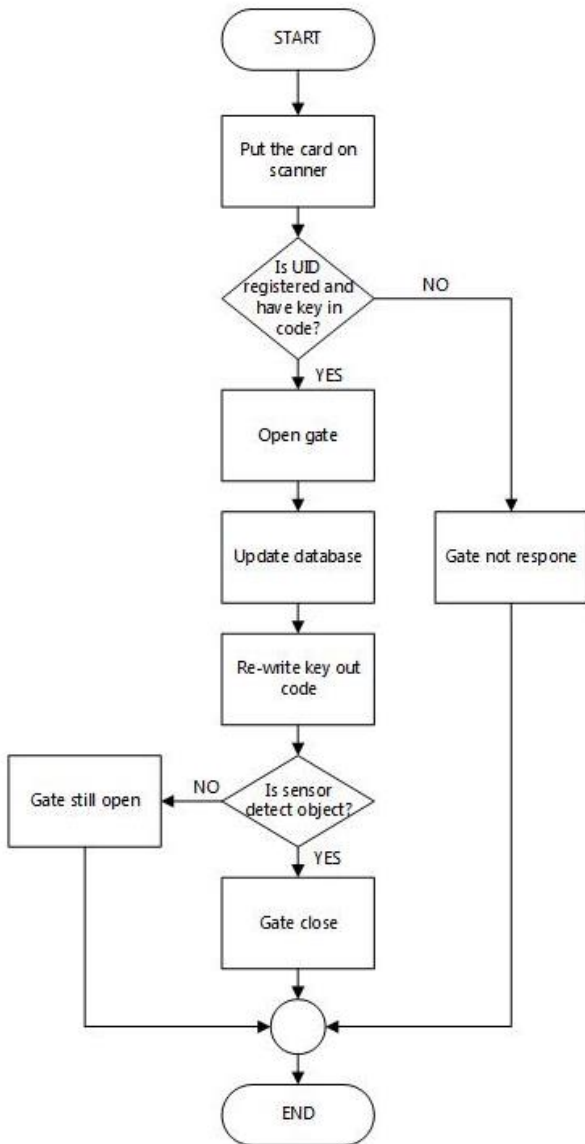 START
Put the card on
scanner
Is UID
registered and
have key in
code?
NO
YES
Open gate
Update database
Gate not respone
Re-write key out
code
Gate still open
NO
Is sensor
detect object?
YES
Gate close
END